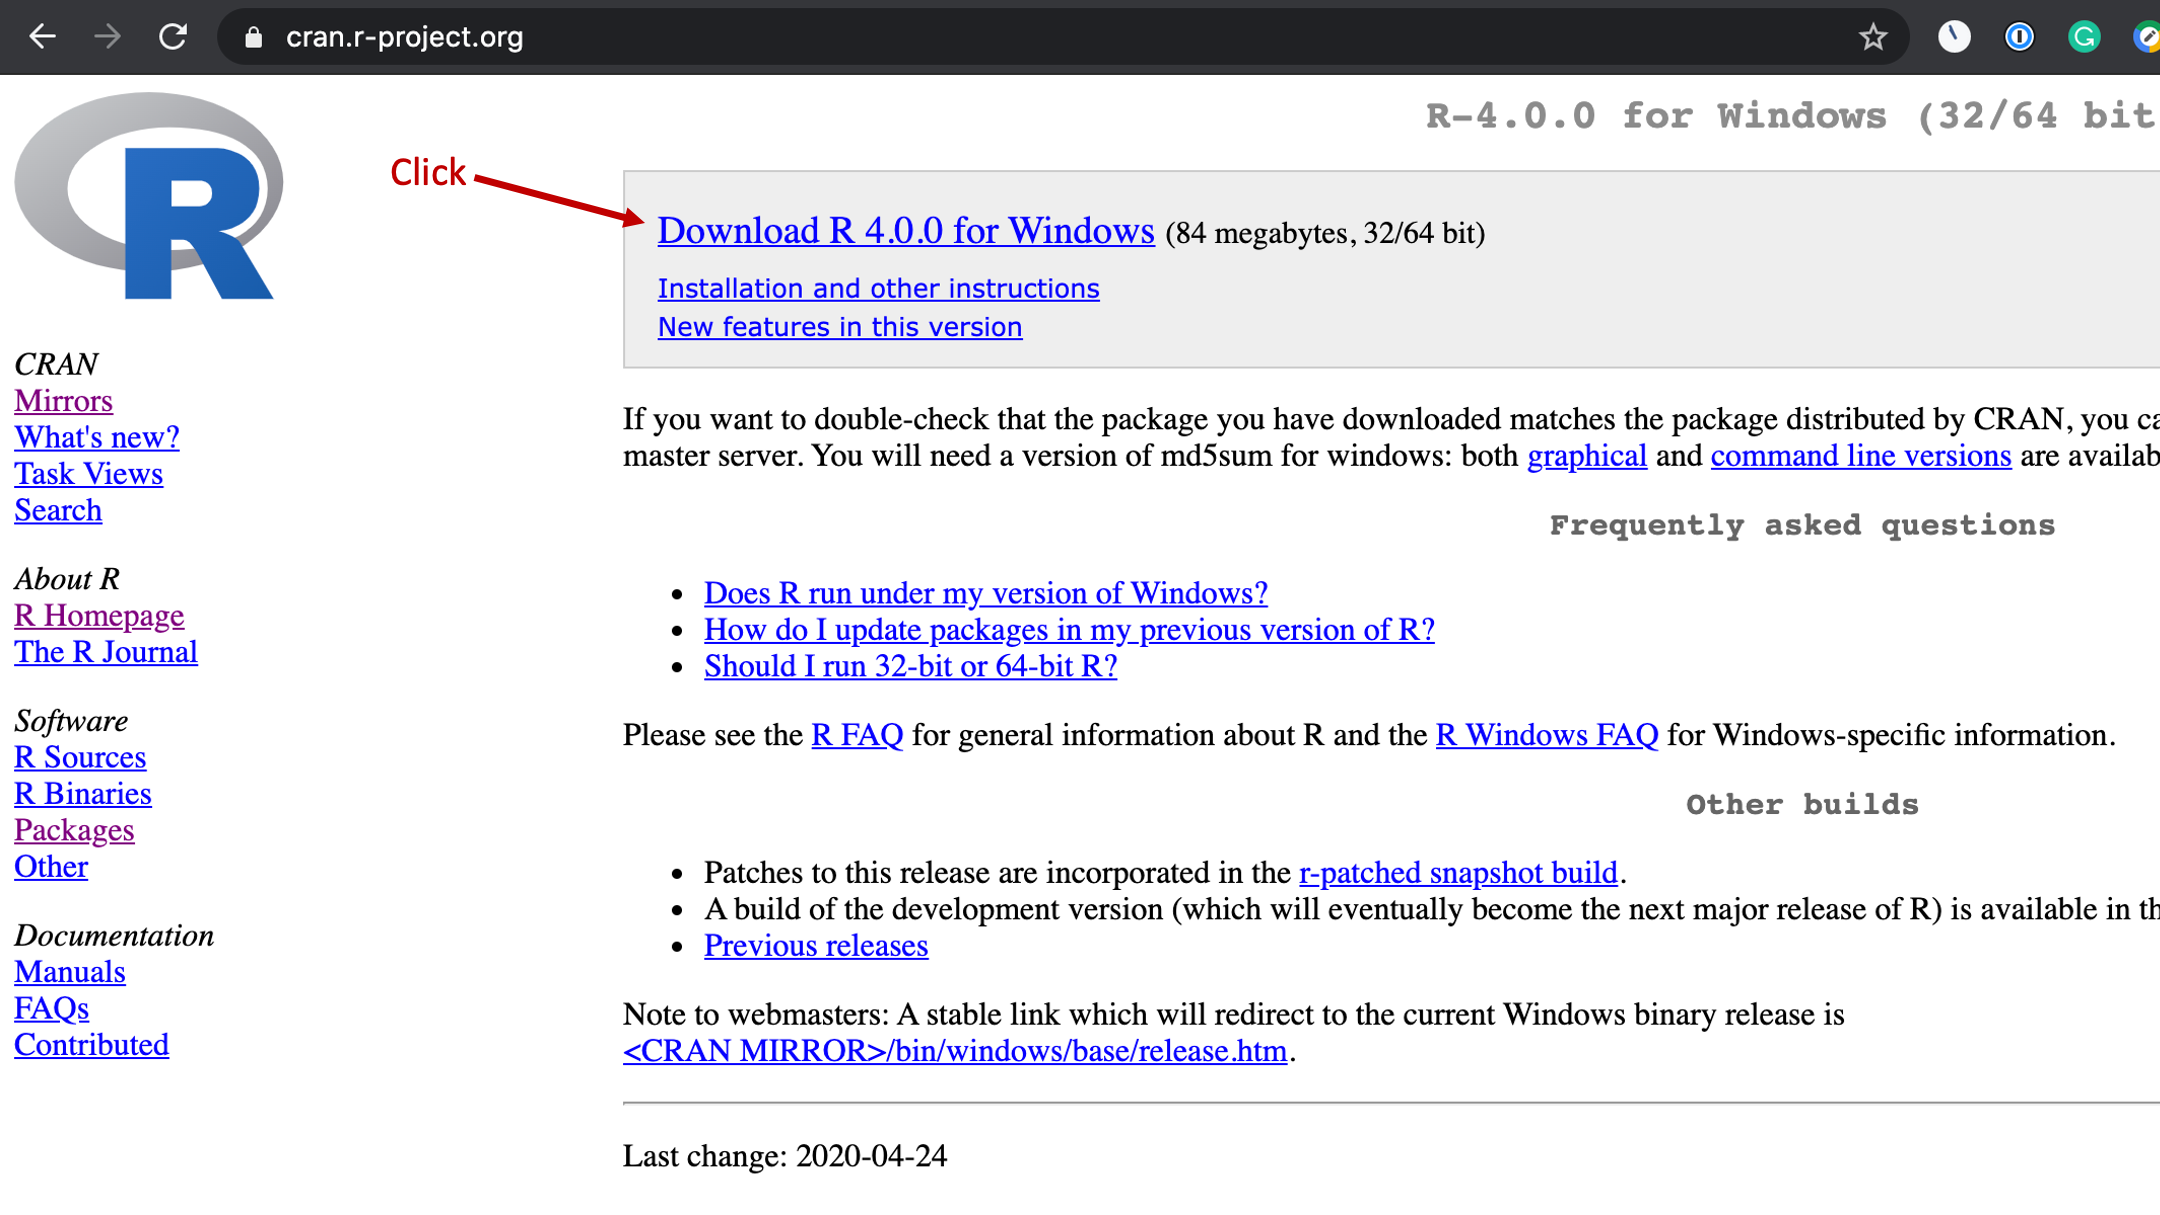 cran.r-project.org
R
R-4.0.0 for Windows (32/64 bit
Click
Download R 4.0.0 for Windows (84 megabytes, 32/64 bit)
Installation and other instructions
New features in this version
CRAN
Mirrors
What's new?
Task Views
Search
About R
R Homepage
The R Journal
Software
R Sources
R Binaries
Packages
Other
Documentation
Manuals
FAQs
Contributed
If you want to double-check that the package you have downloaded matches the package distributed by CRAN, you
master server. You will need a version of md5sum for windows: both graphical and command line versions are
Frequently asked questions
• Does R run under my version of Windows?
• How do I update packages in my previous version of R?
• Should I run 32-bit or 64-bit R?
Please see the R FAQ for general information about R and the R Windows FAQ for Windows-specific information.
Other builds
• Patches to this release are incorporated in the r-patched snapshot build.
• A build of the development version (which will eventually become the next major release of R) is available in
• Previous releases
Note to webmasters: A stable link which will redirect to the current Windows binary release is
<CRAN MIRROR>/bin/windows/base/release.htm.
Last change: 2020-04-24